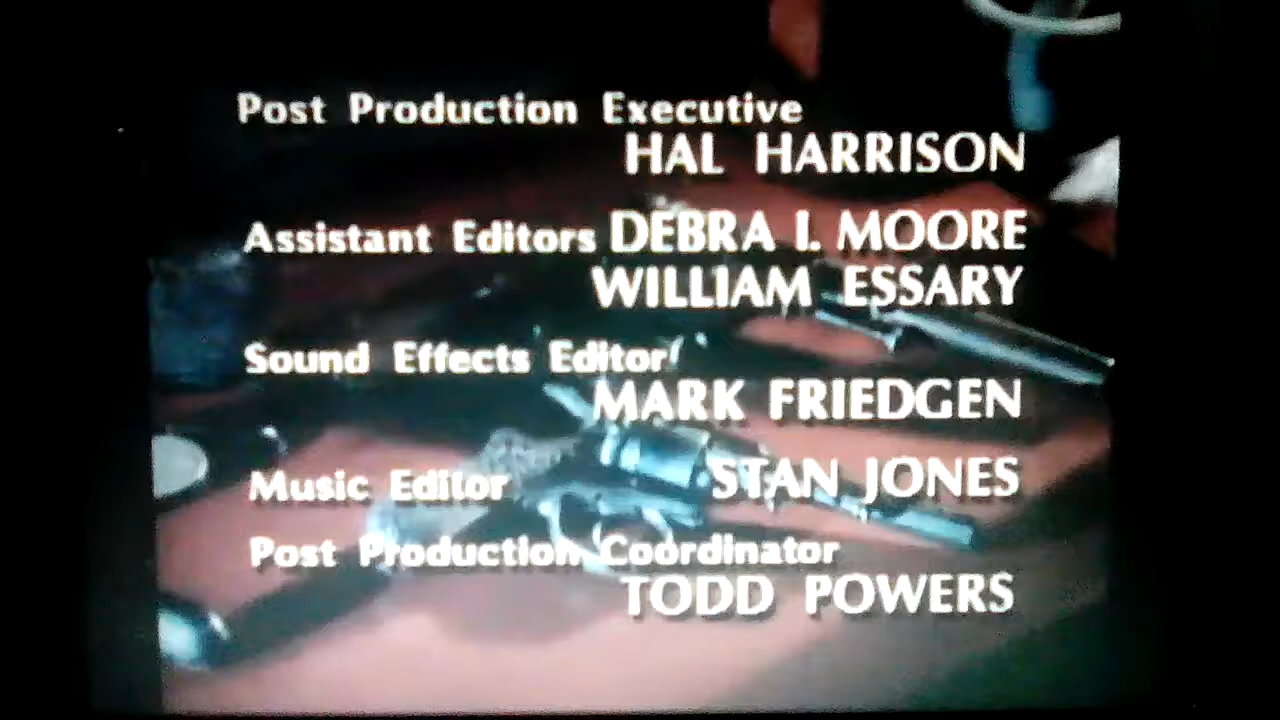 Post Production Executive
HAL HARRISON
Assistant Editors DEBRA I. MOORE
WILLIAM ESSARY
Sound Effects Editor
MARK FRIEDGEN
Music Editor STAN JONES
Post Production Coordinator
TODD POWERS